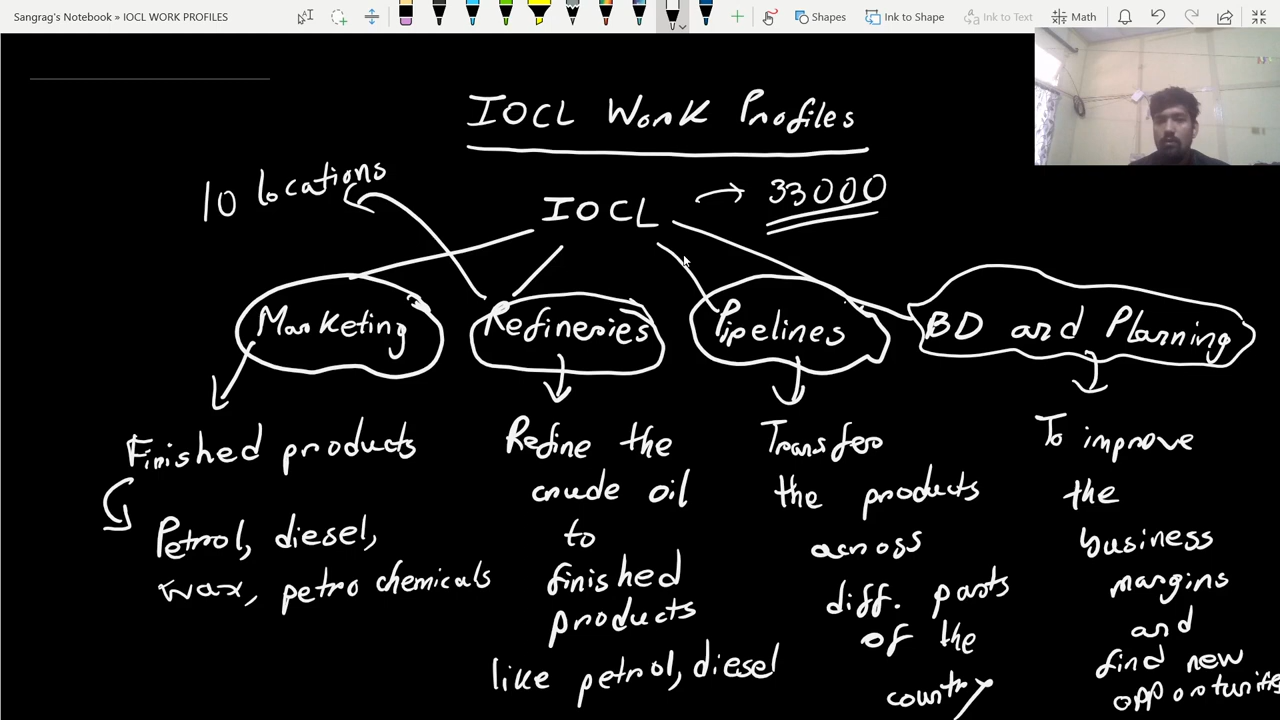 Sangrag's Notebook » IOCL WORK PROFILES
Shapes
Ink to Shape
Ink to Text
Math
IOCL Work Profiles
10 locations
IOCL → 33000
Marketing
Refineries
Pipelines
BD and Planning
Finished products
Petrol, diesel,
wax, petro chemicals
Refine the
crude oil
to
finished
products
like petrol, diesel
Transfers
the products
across
diff. parts
of the
country
To improve
the
business
margins
and
find new
opportunities